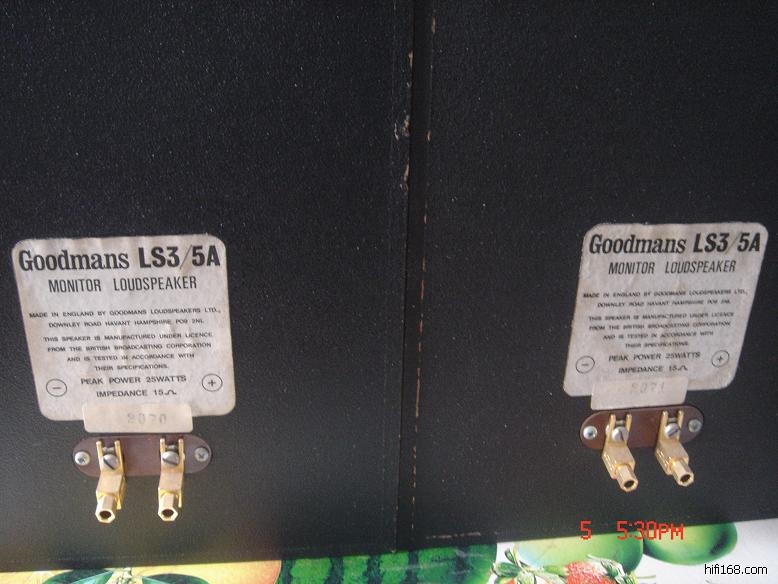 Goodmans LS3/5A
MONITOR LOUDSPEAKER
MADE IN ENGLAND BY GOODMANS LOUDSPEAKERS LTD.,
DOWNLEY ROAD HAVANT HAMPSHIRE PO9 2NL
THIS SPEAKER IS MANUFACTURED UNDER LICENCE
FROM THE BRITISH BROADCASTING CORPORATION
AND IS TESTED IN ACCORDANCE WITH
THEIR SPECIFICATIONS.
- PEAK POWER 25WATTS +
IMPEDANCE 15Ω
2070
Goodmans LS3/5A
MONITOR LOUDSPEAKER
MADE IN ENGLAND BY GOODMANS LOUDSPEAKERS LTD.,
DOWNLEY ROAD HAVANT HAMPSHIRE PO9 2NL
THIS SPEAKER IS MANUFACTURED UNDER LICENCE
FROM THE BRITISH BROADCASTING CORPORATION
AND IS TESTED IN ACCORDANCE WITH
THEIR SPECIFICATIONS.
- PEAK POWER 25WATTS +
IMPEDANCE 15Ω
2071
5 5:30PM
hifi168.com